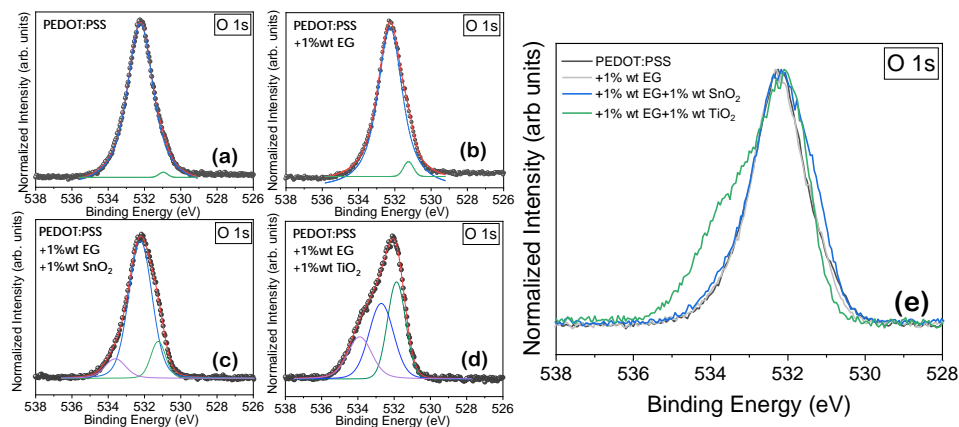 PEDOT:PSS
O 1s
(a)
Normalized Intensity (arb. units)
538 536 534 532 530 528 526
Binding Energy (eV)
PEDOT:PSS
+1%wt EG
O 1s
(b)
Normalized Intensity (arb. units)
538 536 534 532 530 528 526
Binding Energy (eV)
PEDOT:PSS
+1%wt EG
+1%wt SnO₂
O 1s
(c)
Normalized Intensity (arb. units)
538 536 534 532 530 528 526
Binding Energy (eV)
PEDOT:PSS
+1%wt EG
+1%wt TiO₂
O 1s
(d)
Normalized Intensity (arb. units)
538 536 534 532 530 528 526
Binding Energy (eV)
PEDOT:PSS
+1% wt EG
+1% wt EG+1% wt SnO₂
+1% wt EG+1% wt TiO₂
O 1s
(e)
Normalized Intensity (arb units)
538 536 534 532 530 528
Binding Energy (eV)